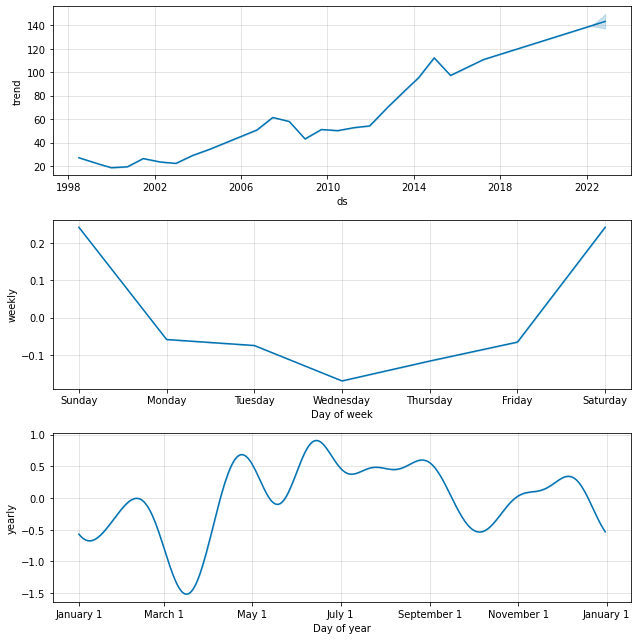 140
120
100
80
60
40
20
trend
1998 2002 2006 2010 2014 2018 2022
ds
0.2
0.1
0.0
−0.1
weekly
Sunday Monday Tuesday Wednesday Thursday Friday Saturday
Day of week
1.0
0.5
0.0
−0.5
−1.0
−1.5
yearly
January 1 March 1 May 1 July 1 September 1 November 1 January 1
Day of year